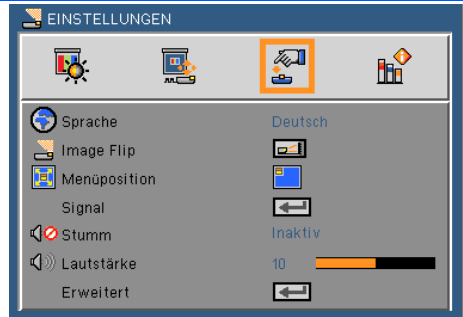 EINSTELLUNGEN
Sprache Deutsch
Image Flip
Menüposition
Signal
Stumm Inaktiv
Lautstärke 10
Erweitert